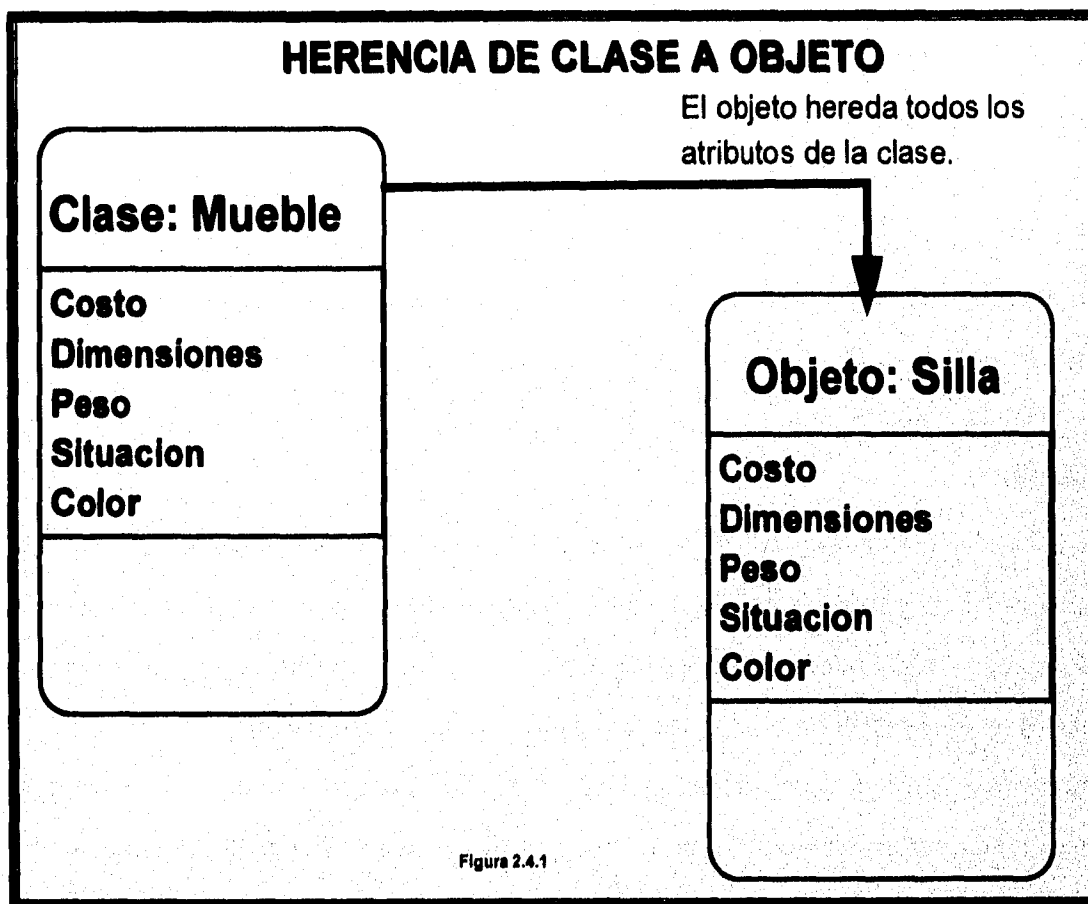 HERENCIA DE CLASE A OBJETO
El objeto hereda todos los
atributos de la clase.
Clase: Mueble
Costo
Dimensiones
Peso
Situacion
Color
Objeto: Silla
Costo
Dimensiones
Peso
Situacion
Color
Figura 2.4.1